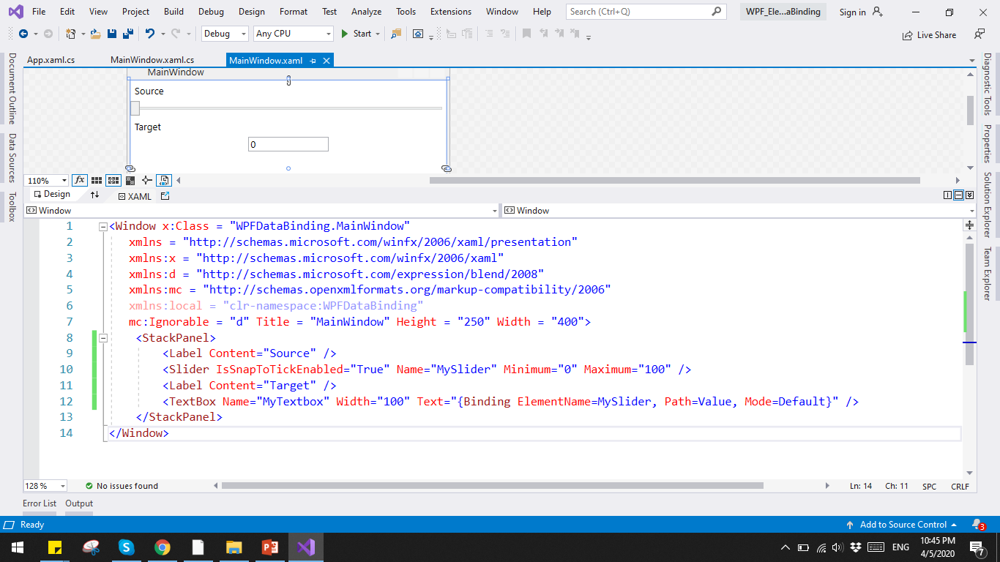 File Edit View Project Build Debug Design Format Test Analyze Tools Extensions Window Help Search (Ctrl+Q) WPF_Ele...aBinding Sign in
Debug Any CPU Start Live Share
App.xaml.cs MainWindow.xaml.cs MainWindow.xaml
Document Outline
Data Sources
Toolbox
MainWindow
Source
Target
0
110% fx
Design XAML
Window Window
1 <Window x:Class = "WPFDataBinding.MainWindow"
2 xmlns = "http://schemas.microsoft.com/winfx/2006/xaml/presentation"
3 xmlns:x = "http://schemas.microsoft.com/winfx/2006/xaml"
4 xmlns:d = "http://schemas.microsoft.com/expression/blend/2008"
5 xmlns:mc = "http://schemas.openxmlformats.org/markup-compatibility/2006"
6 xmlns:local = "clr-namespace:WPFDataBinding"
7 mc:Ignorable = "d" Title = "MainWindow" Height = "250" Width = "400">
8 <StackPanel>
9 <Label Content="Source" />
10 <Slider IsSnapToTickEnabled="True" Name="MySlider" Minimum="0" Maximum="100" />
11 <Label Content="Target" />
12 <TextBox Name="MyTextbox" Width="100" Text="{Binding ElementName=MySlider, Path=Value, Mode=Default}" />
13 </StackPanel>
14 </Window>
128 % No issues found Ln: 14 Ch: 11 SPC CRLF
Diagnostic Tools
Properties
Solution Explorer
Team Explorer
Error List Output
Ready Add to Source Control 3
ENG 10:45 PM
4/5/2020 7